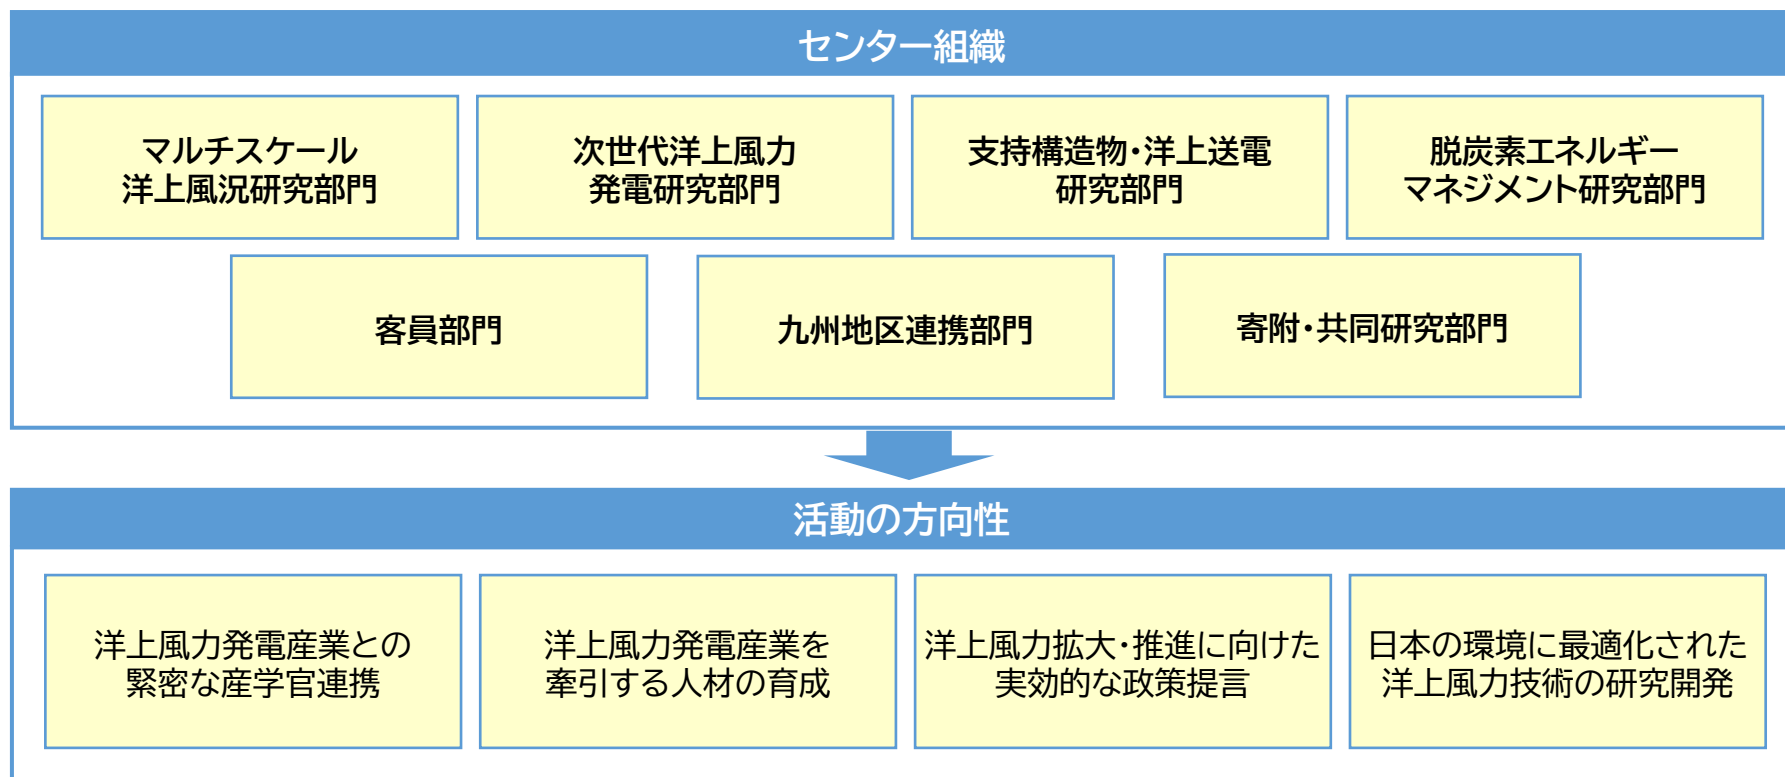 センター組織
マルチスケール
洋上風況研究部門
次世代洋上風力
発電研究部門
支持構造物・洋上送電
研究部門
脱炭素エネルギー
マネジメント研究部門
客員部門
九州地区連携部門
寄附・共同研究部門
活動の方向性
洋上風力発電産業との
緊密な産学官連携
洋上風力発電産業を
牽引する人材の育成
洋上風力拡大・推進に向けた
実効的な政策提言
日本の環境に最適化された
洋上風力技術の研究開発